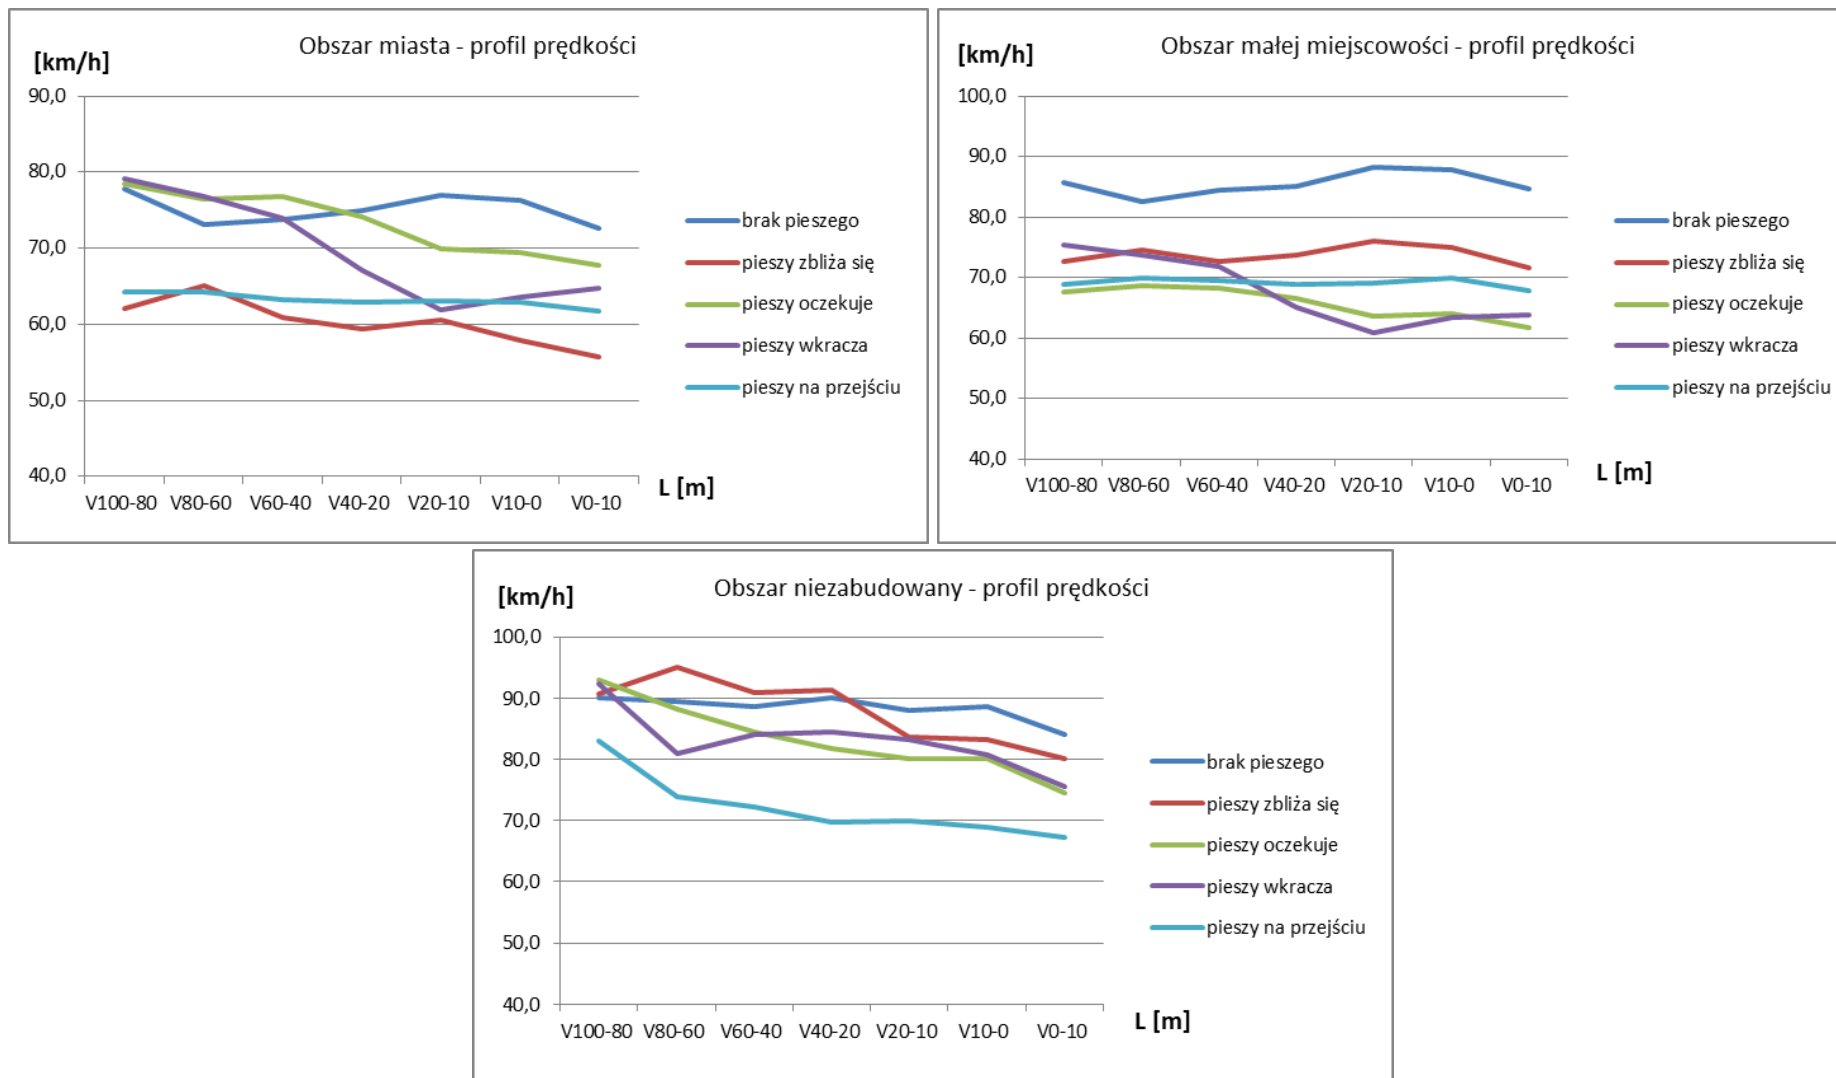 Obszar miasta - profil prędkości
[km/h]
90,0
80,0
70,0
60,0
50,0
40,0
V100-80 V80-60 V60-40 V40-20 V20-10 V10-0 V0-10
L [m]
brak pieszego
pieszy zbliża się
pieszy oczekuje
pieszy wkracza
pieszy na przejściu
Obszar małej miejscowości - profil prędkości
[km/h]
100,0
90,0
80,0
70,0
60,0
50,0
40,0
V100-80 V80-60 V60-40 V40-20 V20-10 V10-0 V0-10
L [m]
brak pieszego
pieszy zbliża się
pieszy oczekuje
pieszy wkracza
pieszy na przejściu
Obszar niezabudowany - profil prędkości
[km/h]
100,0
90,0
80,0
70,0
60,0
50,0
40,0
V100-80 V80-60 V60-40 V40-20 V20-10 V10-0 V0-10
L [m]
brak pieszego
pieszy zbliża się
pieszy oczekuje
pieszy wkracza
pieszy na przejściu